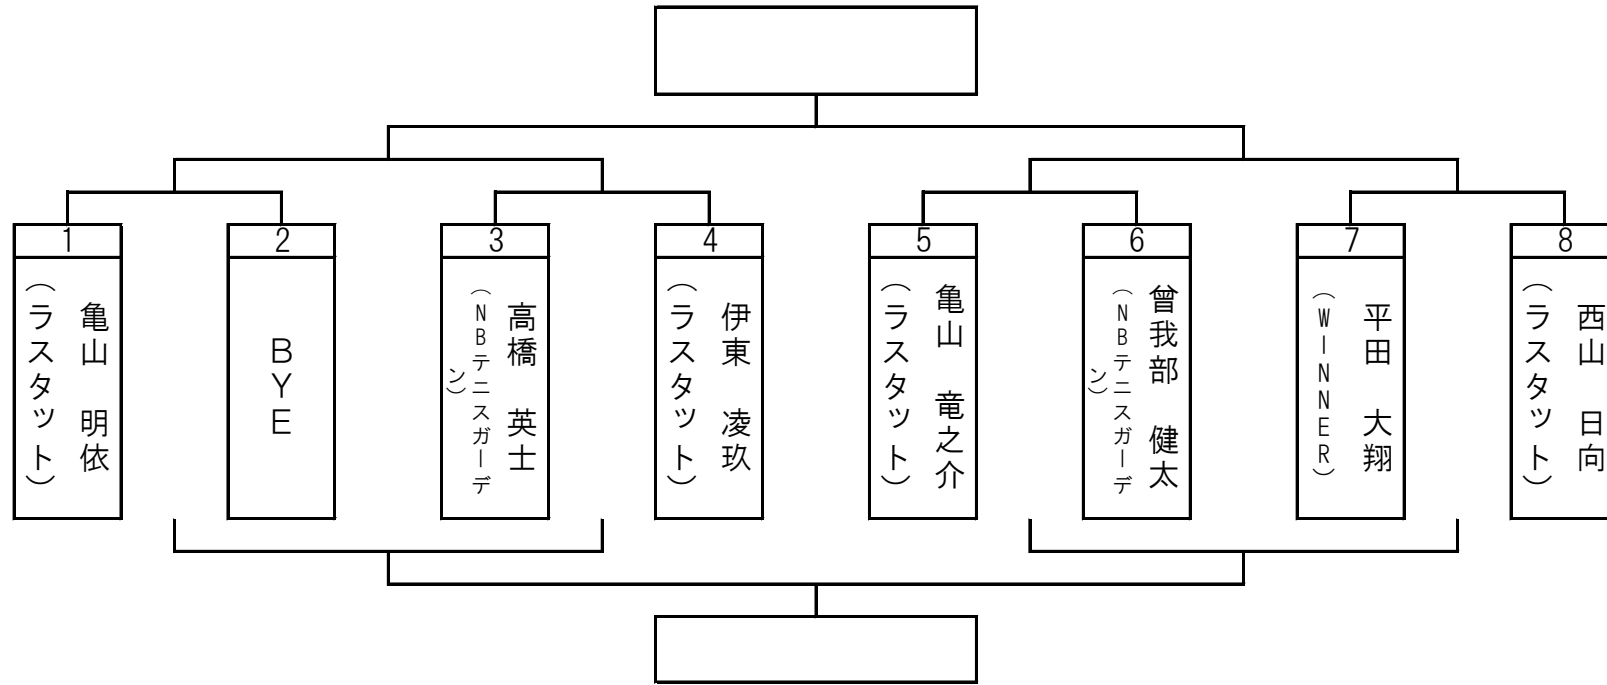 1
亀山　明依
（ラスタット）
2
ＢＹＥ
3
高橋　英士
（ＮＢテニスガーデ
ン）
4
伊東　凌玖
（ラスタット）
5
亀山　竜之介
（ラスタット）
6
曾我部　健太
（ＮＢテニスガーデ
ン）
7
平田　大翔
（ＷＩＮＮＥＲ）
8
西山　日向
（ラスタット）